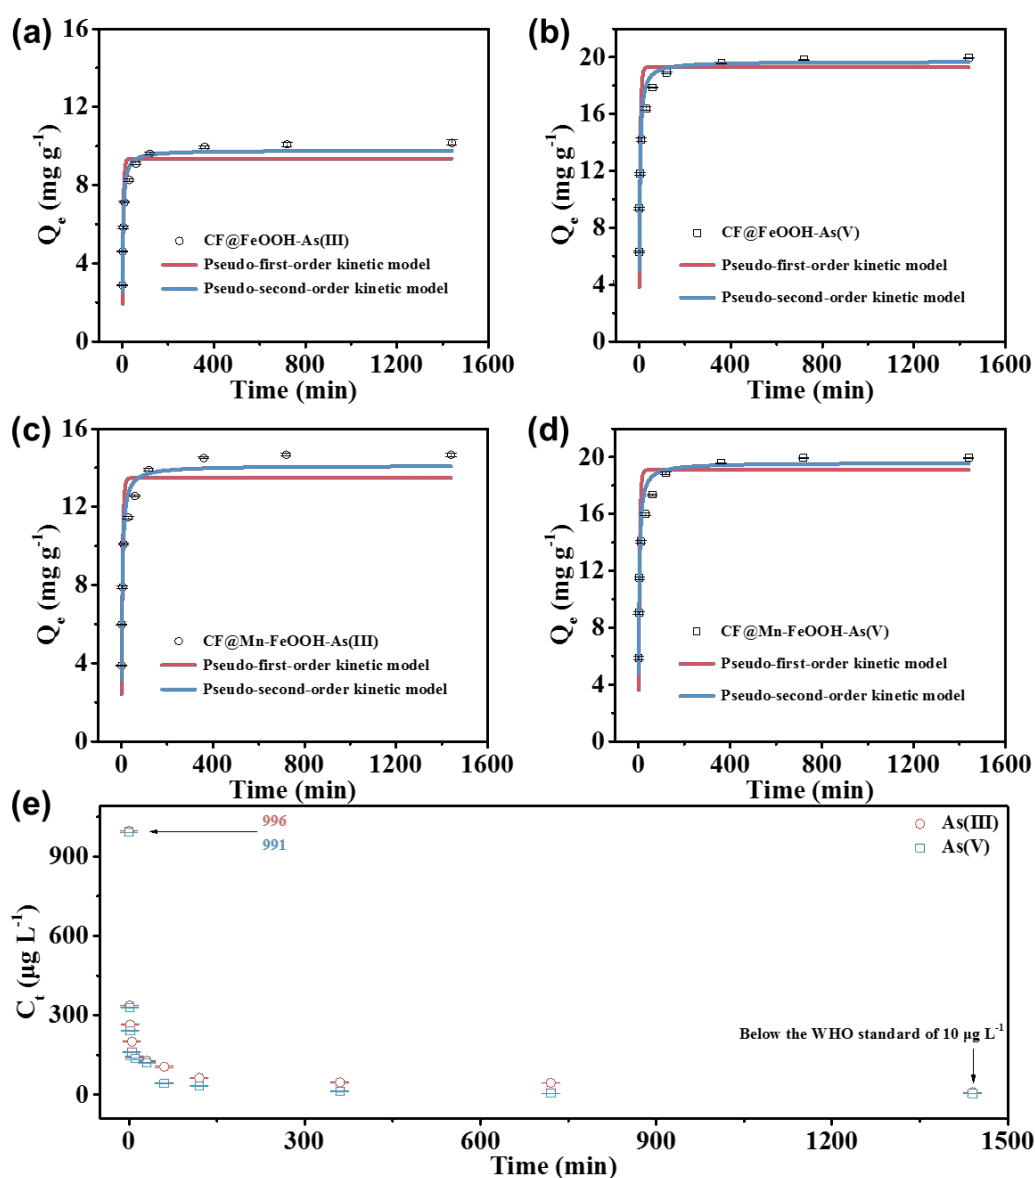 (a)
16
12
8
4
0
Qe (mg g-1)
CF@FeOOH-As(III)
Pseudo-first-order kinetic model
Pseudo-second-order kinetic model
0 400 800 1200 1600
Time (min)
(b)
20
16
12
8
4
0
Qe (mg g-1)
CF@FeOOH-As(V)
Pseudo-first-order kinetic model
Pseudo-second-order kinetic model
0 400 800 1200 1600
Time (min)
(c)
16
12
8
4
0
Qe (mg g-1)
CF@Mn-FeOOH-As(III)
Pseudo-first-order kinetic model
Pseudo-second-order kinetic model
0 400 800 1200 1600
Time (min)
(d)
20
16
12
8
4
0
Qe (mg g-1)
CF@Mn-FeOOH-As(V)
Pseudo-first-order kinetic model
Pseudo-second-order kinetic model
0 400 800 1200 1600
Time (min)
(e)
900
600
300
0
Ct (μg L-1)
996
991
As(III)
As(V)
Below the WHO standard of 10 μg L-1
0 300 600 900 1200 1500
Time (min)